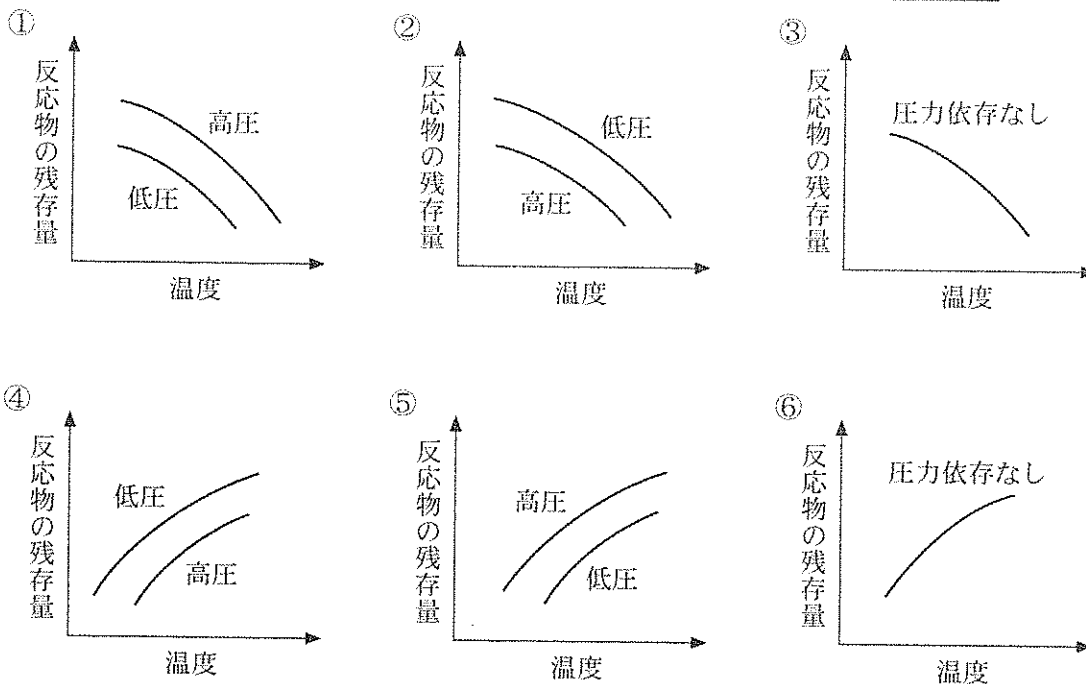 ①
反応物の残存量
高圧
低圧
温度
②
反応物の残存量
低圧
高圧
温度
③
反応物の残存量
圧力依存なし
温度
④
反応物の残存量
低圧
高圧
温度
⑤
反応物の残存量
高圧
低圧
温度
⑥
反応物の残存量
圧力依存なし
温度